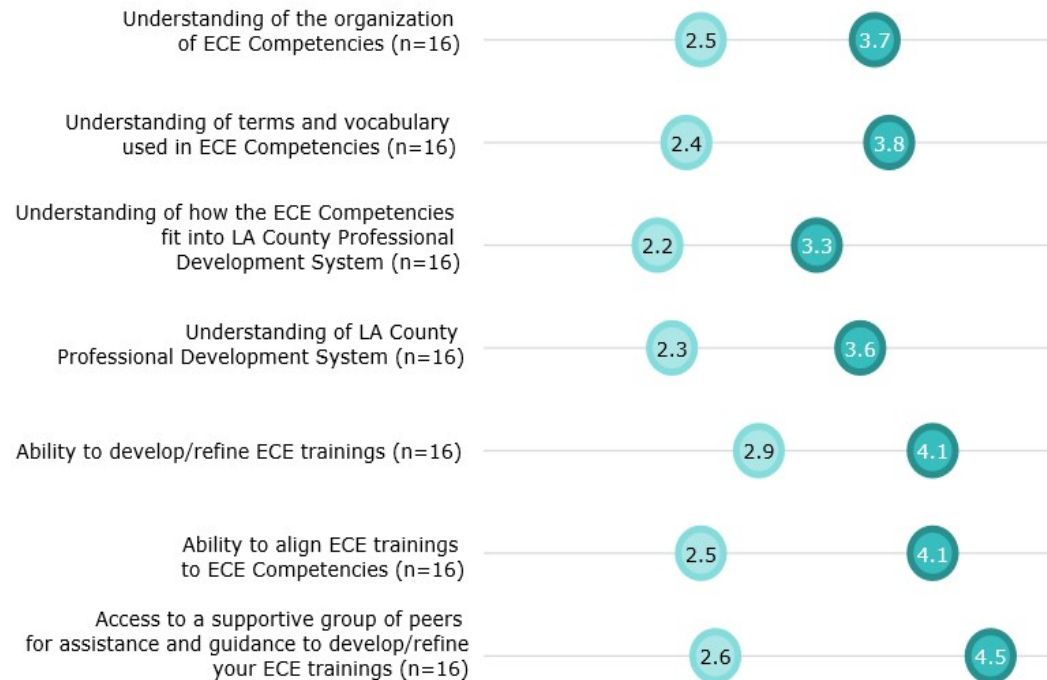 Understanding of the organization
of ECE Competencies (n=16)
2.5
3.7
Understanding of terms and vocabulary
used in ECE Competencies (n=16)
2.4
3.8
Understanding of how the ECE Competencies
fit into LA County Professional
Development System (n=16)
2.2
3.3
Understanding of LA County
Professional Development System (n=16)
2.3
3.6
Ability to develop/refine ECE trainings (n=16)
2.9
4.1
Ability to align ECE trainings
to ECE Competencies (n=16)
2.5
4.1
Access to a supportive group of peers
for assistance and guidance to develop/refine
your ECE trainings (n=16)
2.6
4.5